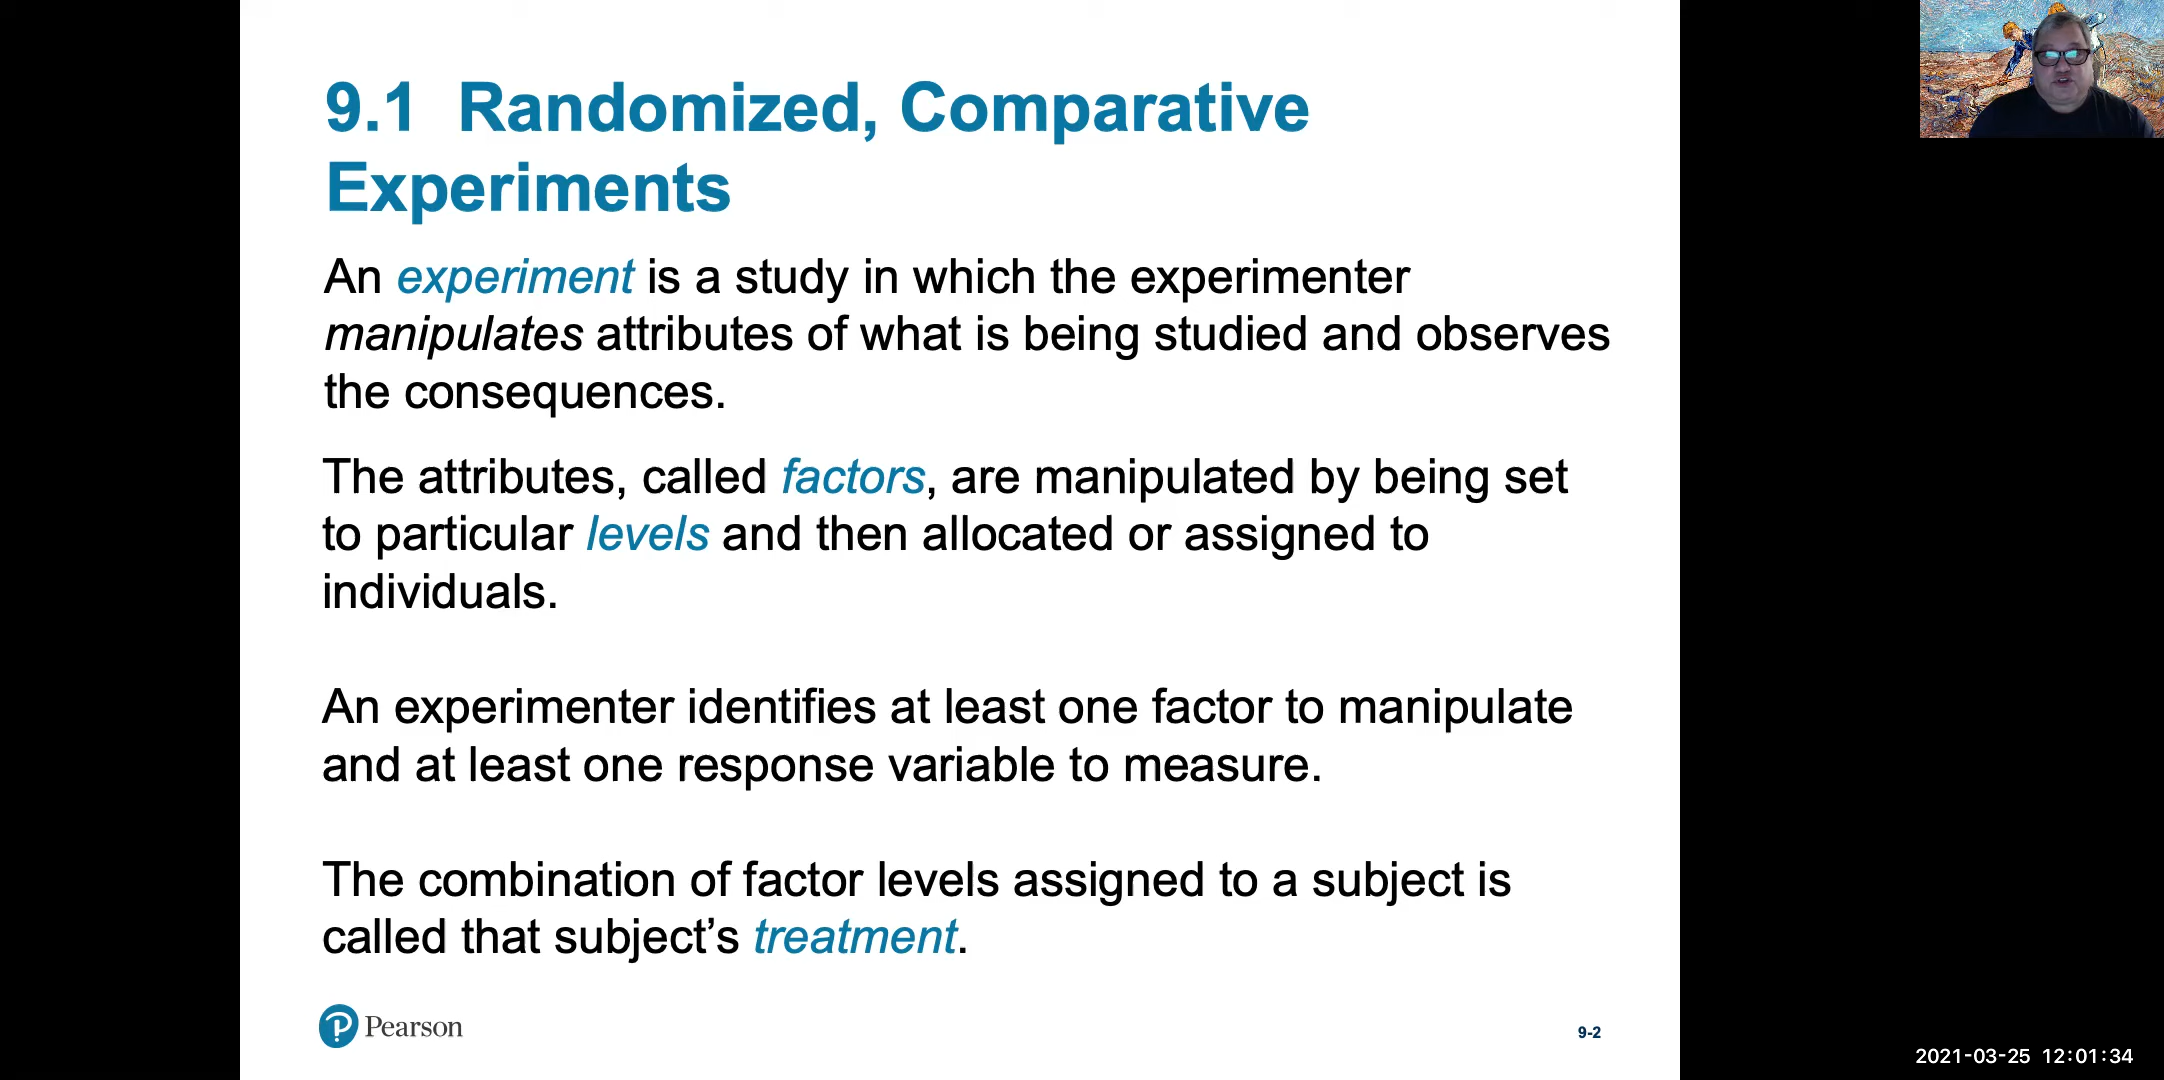 9.1 Randomized, Comparative
Experiments
An experiment is a study in which the experimenter
manipulates attributes of what is being studied and observes
the consequences.
The attributes, called factors, are manipulated by being set
to particular levels and then allocated or assigned to
individuals.
An experimenter identifies at least one factor to manipulate
and at least one response variable to measure.
The combination of factor levels assigned to a subject is
called that subject’s treatment.
Pearson
9-2
2021-03-25 12:01:34